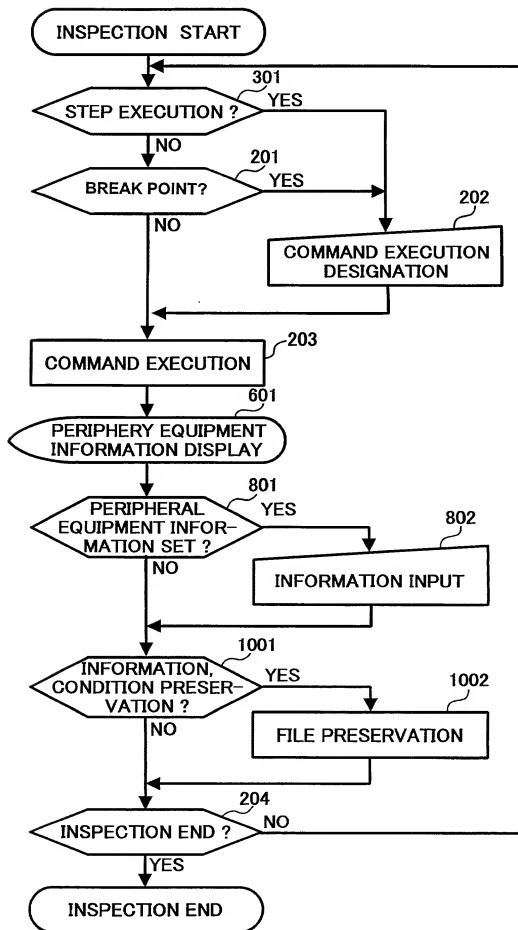 INSPECTION START
301
STEP EXECUTION ?
YES
NO
201
BREAK POINT?
YES
NO
202
COMMAND EXECUTION
DESIGNATION
203
COMMAND EXECUTION
601
PERIPHERY EQUIPMENT
INFORMATION DISPLAY
801
PERIPHERAL
EQUIPMENT INFOR-
MATION SET ?
YES
NO
802
INFORMATION INPUT
1001
INFORMATION,
CONDITION PRESER-
VATION ?
YES
NO
1002
FILE PRESERVATION
204
INSPECTION END ?
NO
YES
INSPECTION END